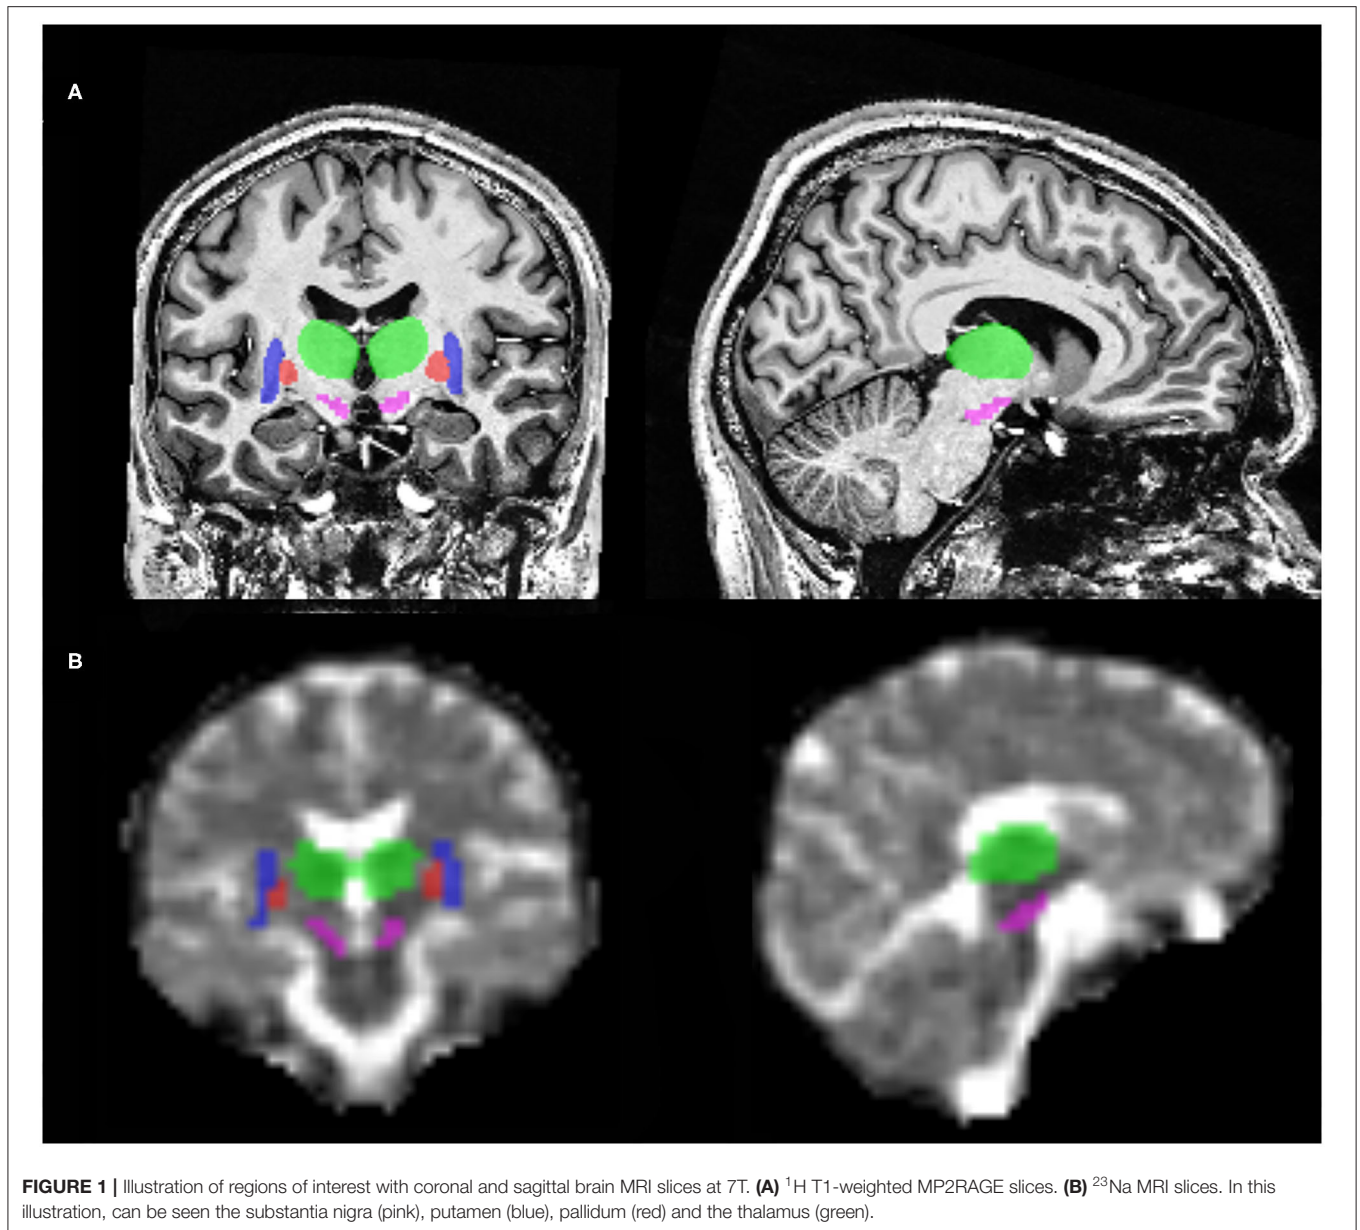 A
B
FIGURE 1 | Illustration of regions of interest with coronal and sagittal brain MRI slices at 7T. (A) ¹H T1-weighted MP2RAGE slices. (B) ²³Na MRI slices. In this
illustration, can be seen the substantia nigra (pink), putamen (blue), pallidum (red) and the thalamus (green).